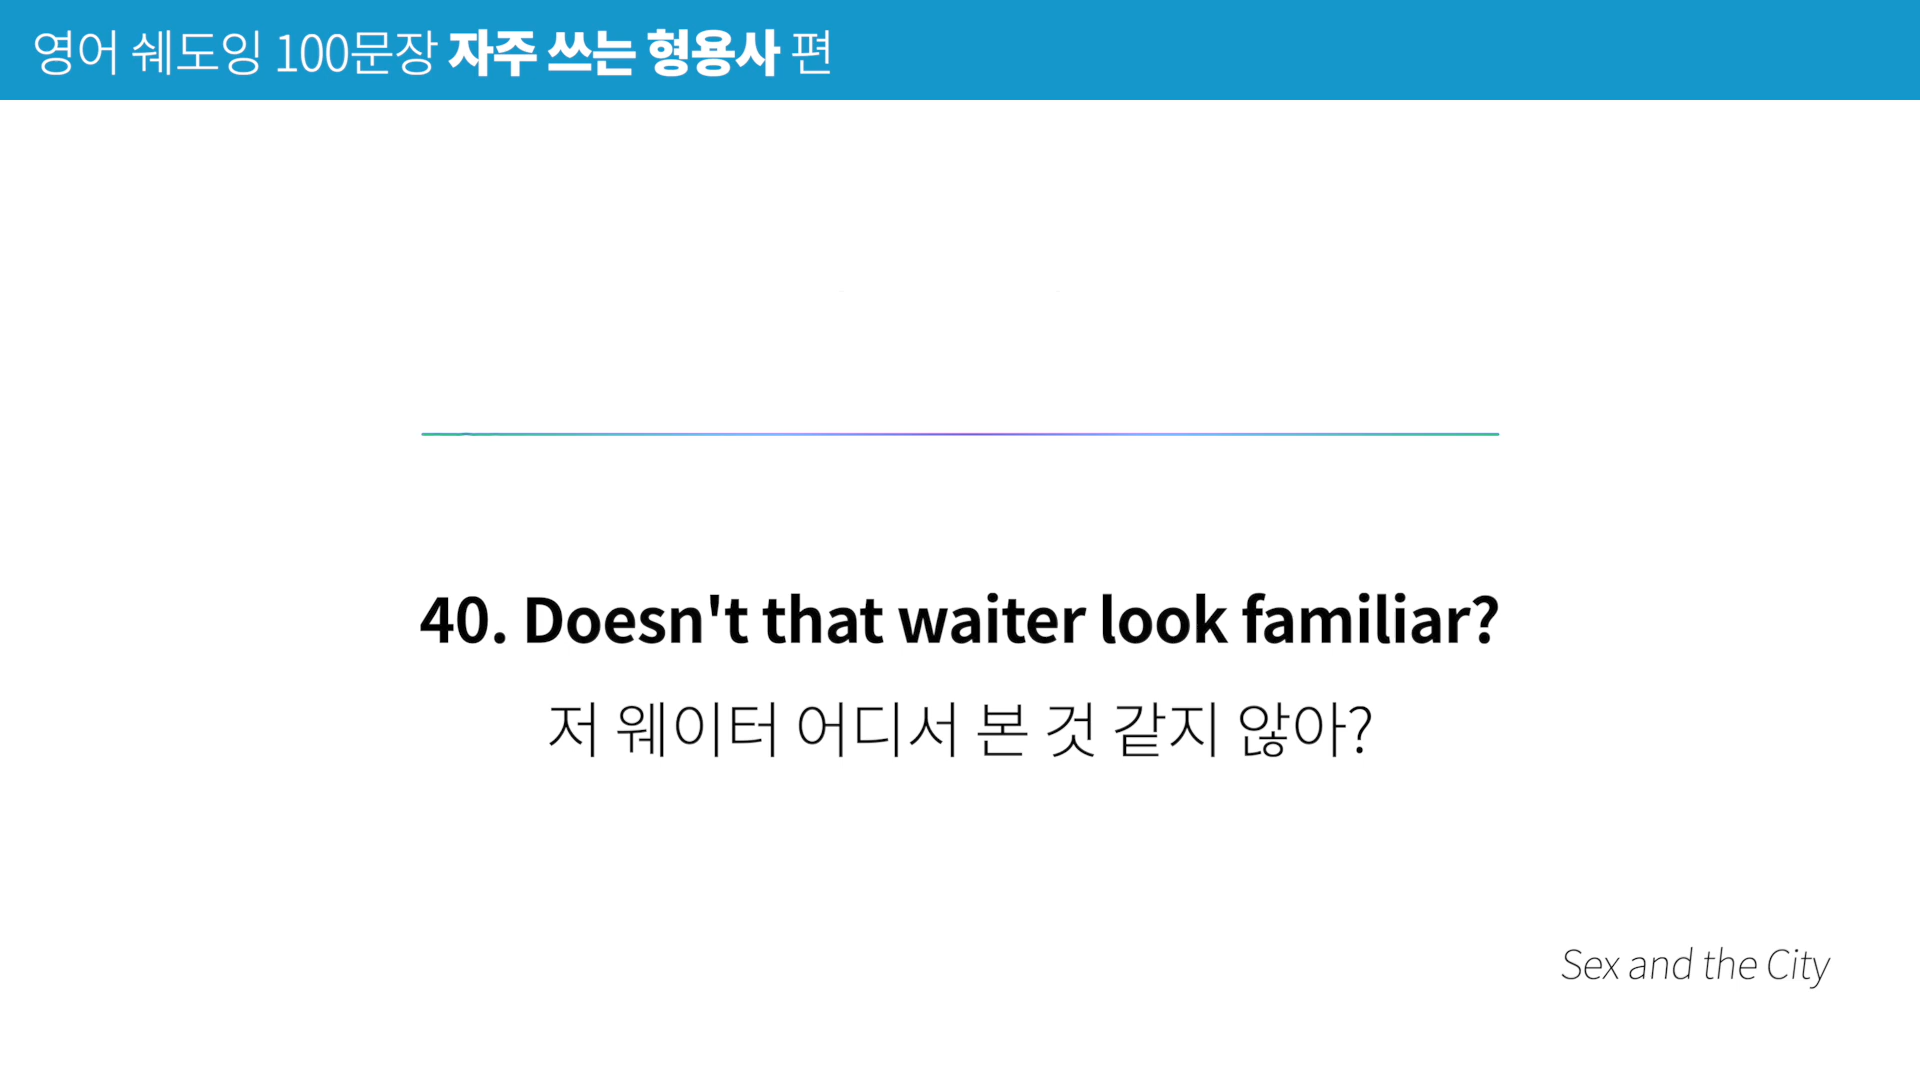 영어 쉐도잉 100문장 자주 쓰는 형용사 편
40. Doesn't that waiter look familiar?
저 웨이터 어디서 본 것 같지 않아?
Sex and the City